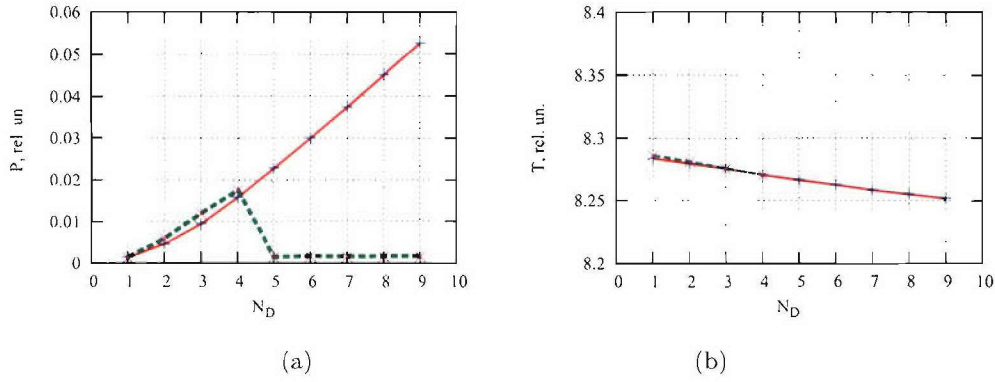 0.06
0.05
0.04
0.03
0.02
0.01
0
0 1 2 3 4 5 6 7 8 9 10
P, rel un
N_D
(a)
8.4
8.35
8.3
8.25
8.2
0 1 2 3 4 5 6 7 8 9 10
T, rel. un.
N_D
(b)